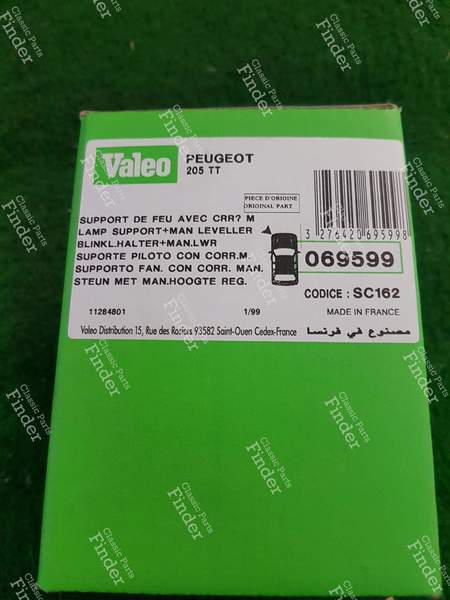 Valeo
PEUGEOT
205 TT
PIECE D'ORIGINE
ORIGINAL PART
SUPPORT DE FEU AVEC CRR? M
LAMP SUPPORT+MAN LEVELLER
BLINKL.HALTER+MAN.LWR
SUPORTE PILOTO CON CORR.M.
SUPPORTO FAN. CON CORR. MAN.
STEUN MET MAN.HOOGTE REG.
3 276420 695998
069599
CODICE : SC162
11284801 1/99 MADE IN FRANCE
Valeo Distribution 15, Rue des Rosiers 93582 Saint-Ouen Cedex-France
مصنوع في فرنسا
Classic Parts
Finder